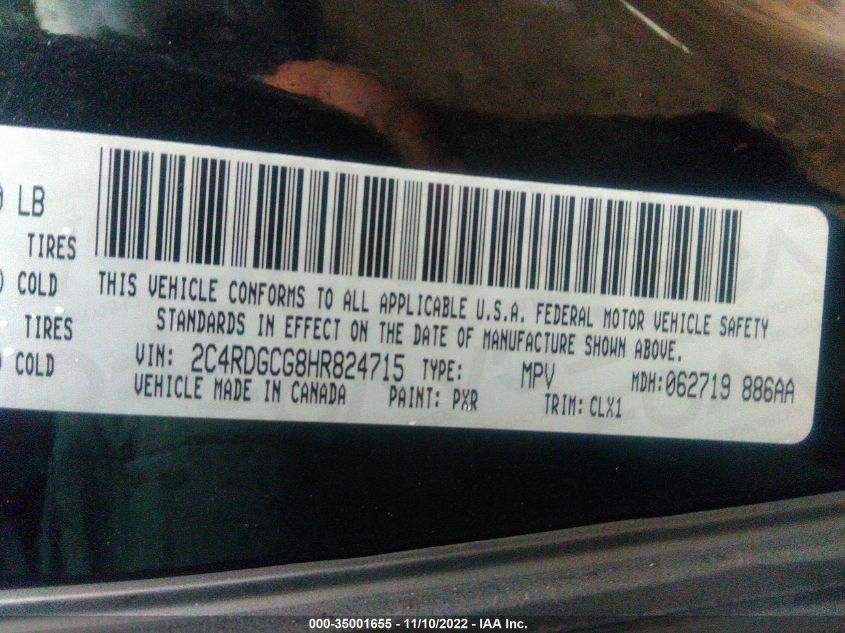 LB
TIRES
COLD
TIRES
COLD
THIS VEHICLE CONFORMS TO ALL APPLICABLE U.S.A. FEDERAL MOTOR VEHICLE SAFETY
STANDARDS IN EFFECT ON THE DATE OF MANUFACTURE SHOWN ABOVE.
VIN: 2C4RDGCG8HR824715 TYPE: MPV MDH: 062719 886AA
VEHICLE MADE IN CANADA PAINT: PXR TRIM: CLX1
000-35001655 - 11/10/2022 - IAA Inc.